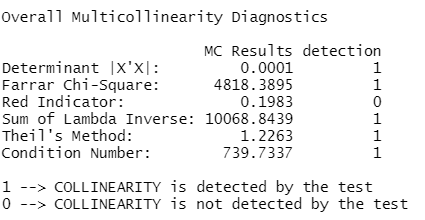 Overall Multicollinearity Diagnostics
MC Results detection
Determinant |X'X|: 0.0001 1
Farrar Chi-Square: 4818.3895 1
Red Indicator: 0.1983 0
Sum of Lambda Inverse: 10068.8439 1
Theil's Method: 1.2263 1
Condition Number: 739.7337 1
1 --> COLLINEARITY is detected by the test
0 --> COLLINEARITY is not detected by the test